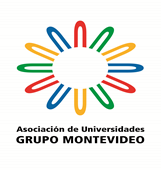 Asociación de Universidades
GRUPO MONTEVIDEO